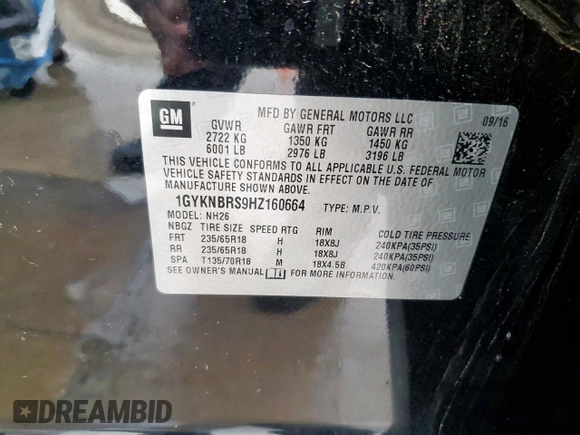 GM
MFD BY GENERAL MOTORS LLC
09/16
GVWR GAWR FRT GAWR RR
2722 KG 1350 KG 1450 KG
6001 LB 2976 LB 3196 LB
THIS VEHICLE CONFORMS TO ALL APPLICABLE U.S. FEDERAL MOTOR
VEHICLE SAFETY AND THEFT PREVENTION STANDARDS IN EFFECT ON THE DATE
OF MANUFACTURE SHOWN ABOVE.
1GYKNBRS9HZ160664 TYPE: M.P.V.
MODEL: NH26
NBGZ TIRE SIZE SPEED RTG RIM COLD TIRE PRESSURE
FRT 235/65R18 H 18X8J 240KPA(35PSI)
RR 235/65R18 H 18X8J 240KPA(35PSI)
SPA T135/70R18 M 18X4.5B 420KPA(60PSI)
SEE OWNER'S MANUAL FOR MORE INFORMATION.
DREAMBID